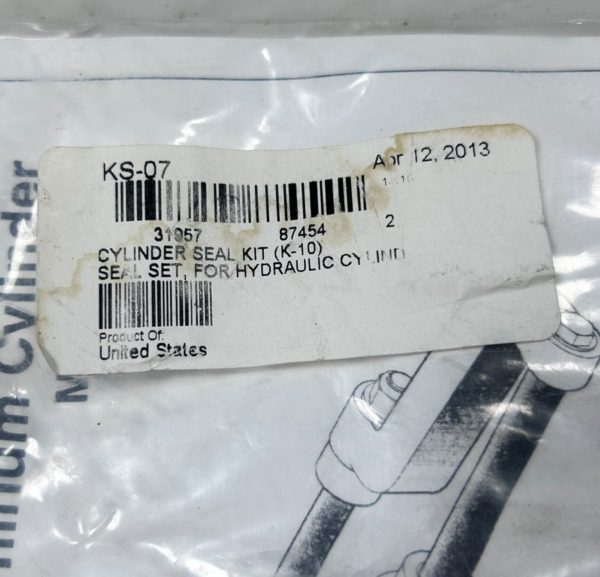 KS-07
Apr 12, 2013
31957 87454 2
CYLINDER SEAL KIT (K-10)
SEAL SET, FOR HYDRAULIC CYLIND
Product Of:
United States
Cylinder